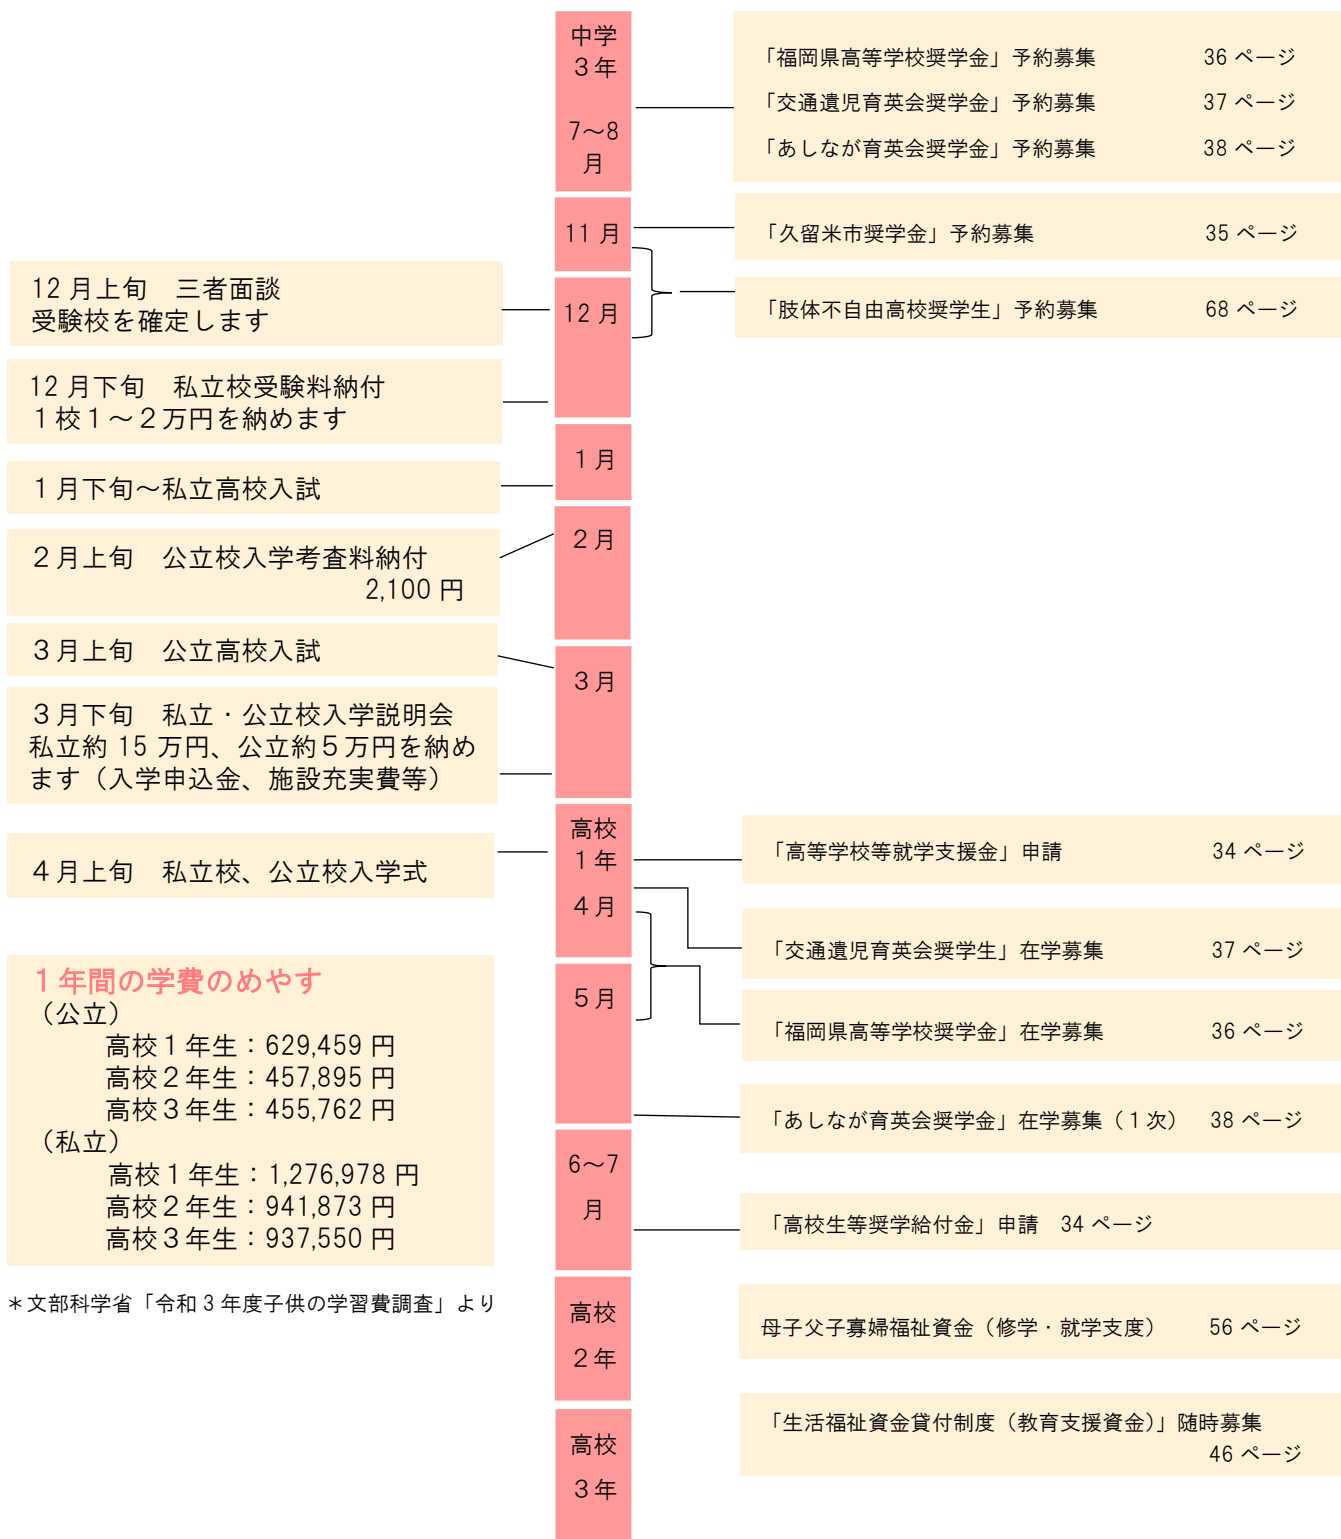 中学
３年
7～8
月
「福岡県高等学校奨学金」予約募集　36 ページ
「交通遺児育英会奨学金」予約募集　37 ページ
「あしなが育英会奨学金」予約募集　38 ページ
11 月
「久留米市奨学金」予約募集　35 ページ
12 月上旬　三者面談
受験校を確定します
12 月
「肢体不自由高校奨学生」予約募集　68 ページ
12 月下旬　私立校受験料納付
１校１～２万円を納めます
１月
１月下旬～私立高校入試
２月
２月上旬　公立校入学考査料納付
2,100 円
３月上旬　公立高校入試
３月
３月下旬　私立・公立校入学説明会
私立約 15 万円、公立約５万円を納め
ます（入学申込金、施設充実費等）
高校
１年
４月
「高等学校等就学支援金」申請　34 ページ
４月上旬　私立校、公立校入学式
「交通遺児育英会奨学生」在学募集　37 ページ
５月
「福岡県高等学校奨学金」在学募集　36 ページ
「あしなが育英会奨学金」在学募集（１次）　38 ページ
１年間の学費のめやす
（公立）
高校１年生：629,459 円
高校２年生：457,895 円
高校３年生：455,762 円
（私立）
高校１年生：1,276,978 円
高校２年生：941,873 円
高校３年生：937,550 円
6～7
月
「高校生等奨学給付金」申請　34 ページ
＊文部科学省「令和３年度子供の学習費調査」より
高校
２年
母子父子寡婦福祉資金（修学・就学支度）　56 ページ
「生活福祉資金貸付制度（教育支援資金）」随時募集
46 ページ
高校
３年